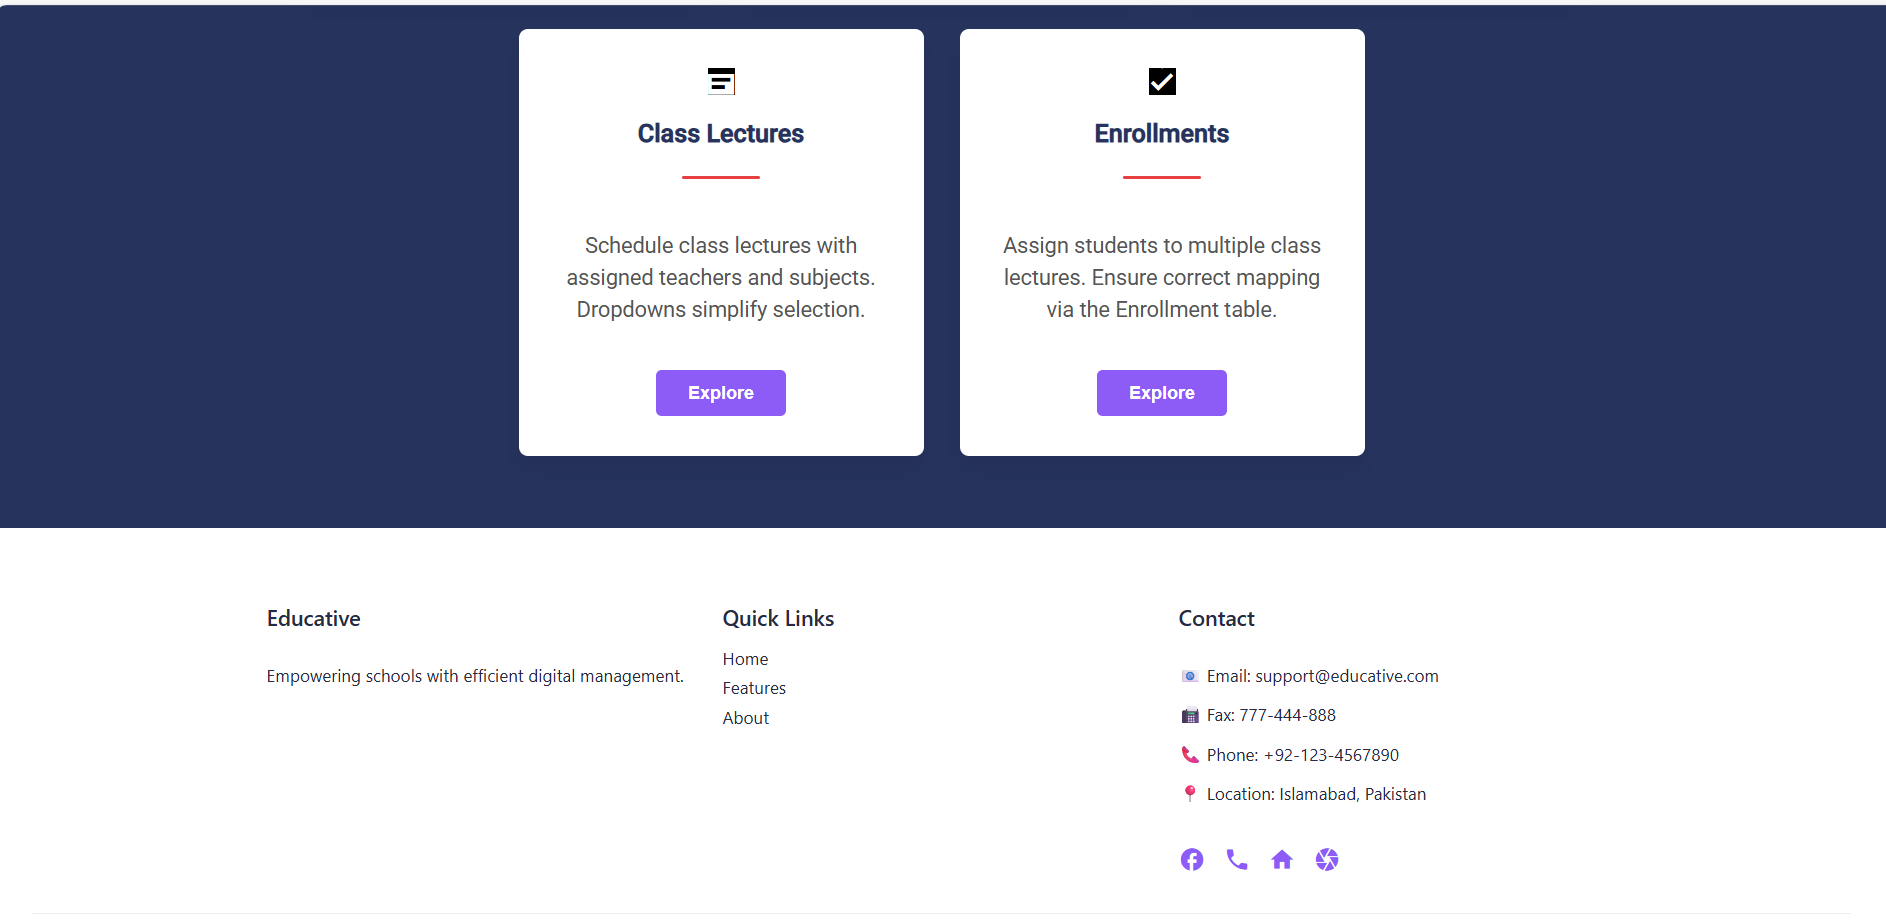 Class Lectures
Schedule class lectures with
assigned teachers and subjects.
Dropdowns simplify selection.
Explore
Enrollments
Assign students to multiple class
lectures. Ensure correct mapping
via the Enrollment table.
Explore
Educative
Empowering schools with efficient digital management.
Quick Links
Home
Features
About
Contact
Email: support@educative.com
Fax: 777-444-888
Phone: +92-123-4567890
Location: Islamabad, Pakistan